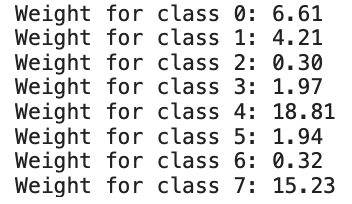 Weight for class 0: 6.61
Weight for class 1: 4.21
Weight for class 2: 0.30
Weight for class 3: 1.97
Weight for class 4: 18.81
Weight for class 5: 1.94
Weight for class 6: 0.32
Weight for class 7: 15.23